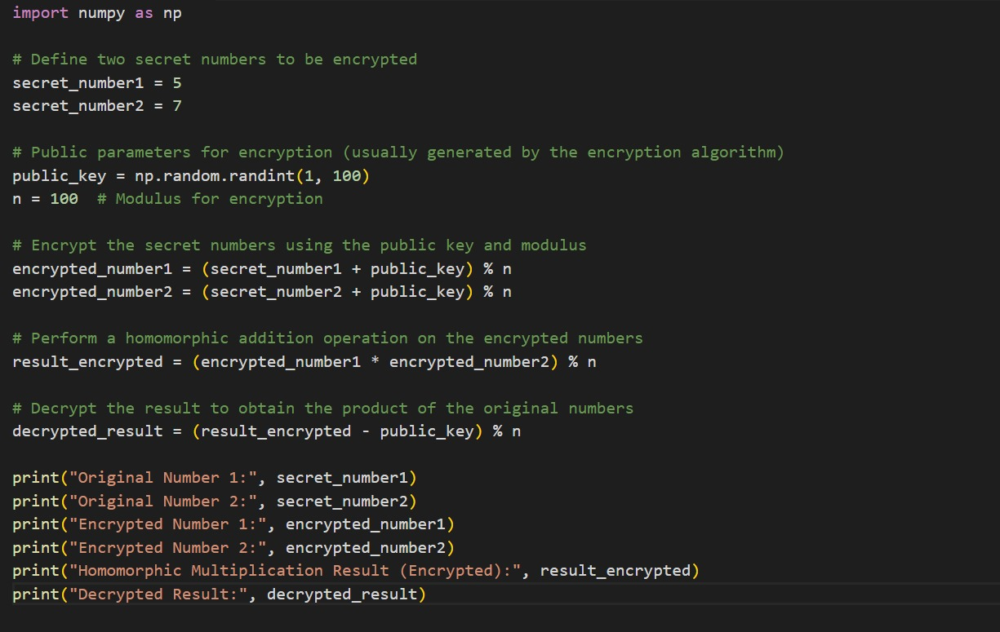 import numpy as np
# Define two secret numbers to be encrypted
secret_number1 = 5
secret_number2 = 7
# Public parameters for encryption (usually generated by the encryption algorithm)
public_key = np.random.randint(1, 100)
n = 100  # Modulus for encryption
# Encrypt the secret numbers using the public key and modulus
encrypted_number1 = (secret_number1 + public_key) % n
encrypted_number2 = (secret_number2 + public_key) % n
# Perform a homomorphic addition operation on the encrypted numbers
result_encrypted = (encrypted_number1 * encrypted_number2) % n
# Decrypt the result to obtain the product of the original numbers
decrypted_result = (result_encrypted - public_key) % n
print("Original Number 1:", secret_number1)
print("Original Number 2:", secret_number2)
print("Encrypted Number 1:", encrypted_number1)
print("Encrypted Number 2:", encrypted_number2)
print("Homomorphic Multiplication Result (Encrypted):", result_encrypted)
print("Decrypted Result:", decrypted_result)